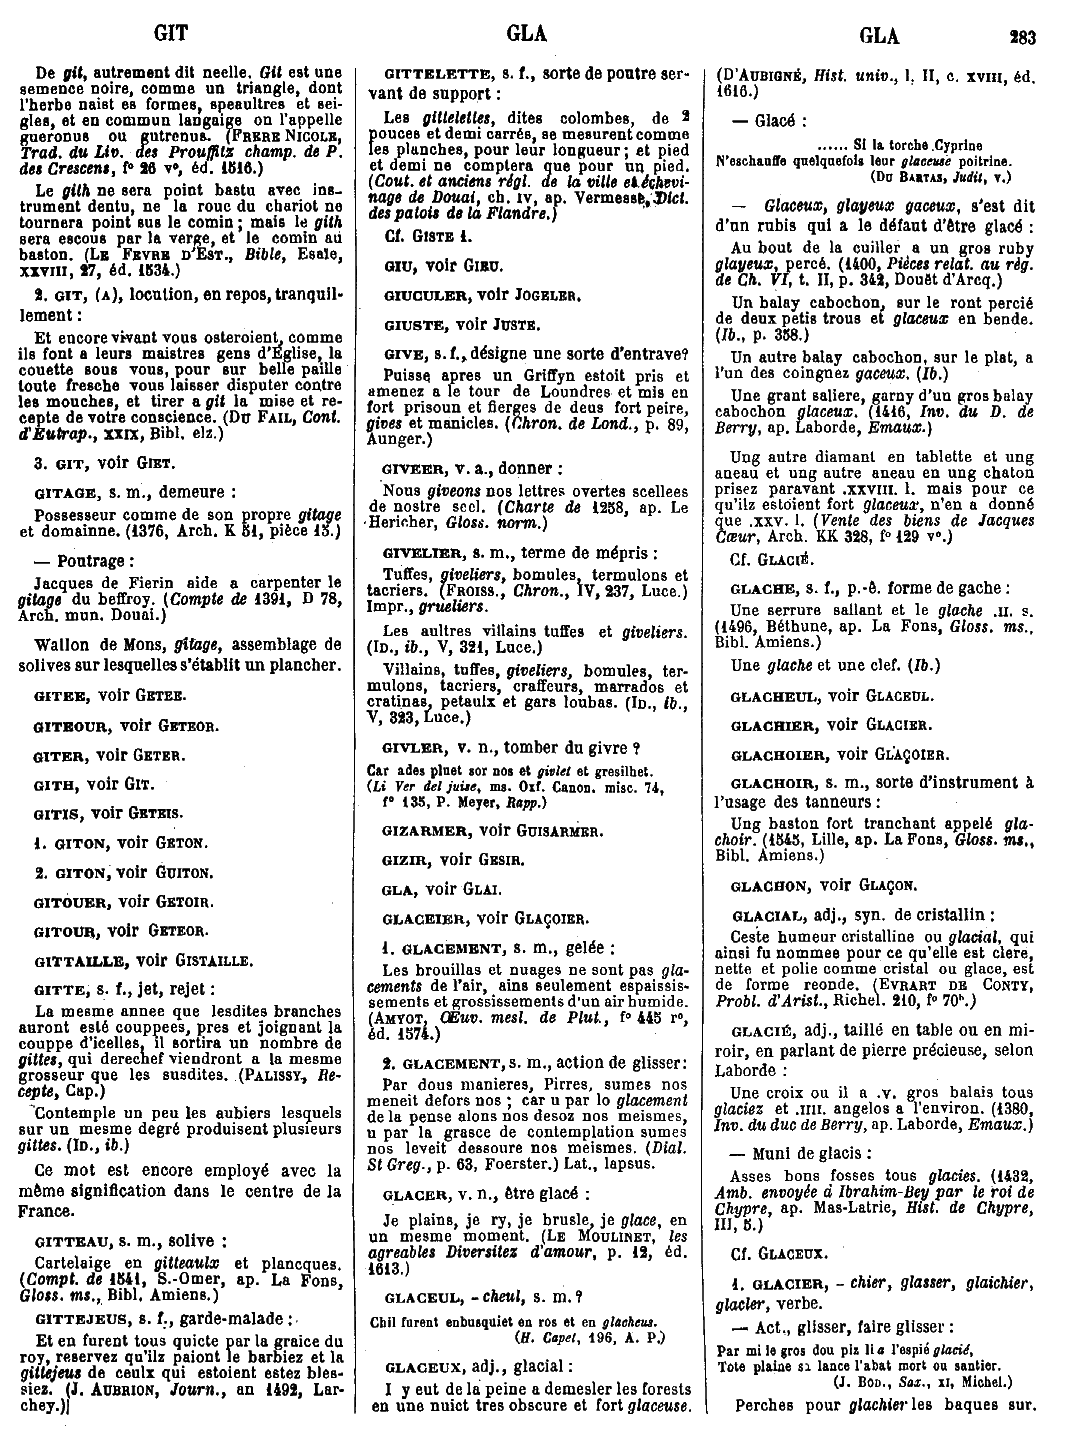 GIT
GLA
GLA
283
De git, autrement dit neelle. Git est une
semence noire, comme un triangle, dont
l'herbe naist es formes, speaultres et sei-
gles, et en commun langaige on l'appelle
gueronus ou gutrenus. (FRERE NICOLE,
Trad. du Liv. des Prouffitz champ. de P.
des Crescens, f° 26 v°, éd. 1516.)
Le gith ne sera point bastu avec ins-
trument dentu, ne la rouc du chariot ne
tournera point sus le comin; mais le gith
sera escous par la verge, et le comin au
baston. (LE FEVRE D'EST., Bible, Esaïe,
XXVIII, 27, éd. 1534.)
2. GIT, (A), locution, en repos, tranquil-
lement :
Et encore vivant vous osteroient, comme
ils font a leurs maistres gens d'Église, la
couette sous vous, pour sur belle paille
toute fresche vous laisser disputer contre
les mouches, et tirer a git la mise et re-
cepte de votre conscience. (DU FAIL, Cont.
d'Eutrap., XXIX, Bibl. elz.)
3. GIT, voir GIET.
GITAGE, s. m., demeure :
Possesseur comme de son propre gitage
et domainne. (1376, Arch. K 51, pièce 15.)
— Poutrage :
Jacques de Fierin aide a carpenter le
gitage du beffroy. (Compte de 1391, D 78,
Arch. mun. Douai.)
Wallon de Mons, gitage, assemblage de
solives sur lesquelles s'établit un plancher.
GITEE, voir GETEE.
GITEOUR, voir GETEOR.
GITER, voir GETER.
GITH, voir GIT.
GITIS, voir GETEIS.
1. GITON, voir GETON.
2. GITON, voir GUITON.
GITOUER, voir GETOIR.
GITOUR, voir GETEOR.
GITTAILLE, voir GISTAILLE.
GITTE, s. f., jet, rejet :
La mesme annee que lesdites branches
auront esté couppees, pres et joignant la
couppe d'icelles, il sortira un nombre de
gittes, qui derechef viendront a la mesme
grosseur que les susdites. (PALISSY, Re-
cepte, Cap.)
Contemple un peu les aubiers lesquels
sur un mesme degré produisent plusieurs
gittes. (ID., ib.)
Ce mot est encore employé avec la
même signification dans le centre de la
France.
GITTEAU, s. m., solive :
Cartelaige en gitteaulx et plancques.
(Compt. de 1541, S.-Omer, ap. La Fons,
Gloss. ms., Bibl. Amiens.)
GITTEJEUS, s. f., garde-malade :
Et en furent tous quicte par la graice du
roy, reservez qu'ilz paiont le barbiez et la
gittejeus de ceulx qui estoient estez bles-
siez. (J. AUBRION, Journ., an 1492, Lar-
chey.)
GITTELETTE, s. f., sorte de poutre ser-
vant de support :
Les gittelettes, dites colombes, de 2
pouces et demi carrés, se mesurent comme
les planches, pour leur longueur; et pied
et demi ne comptera que pour un pied.
(Cout. et anciens régl. de la ville et échevi-
nage de Douai, ch. IV, ap. Vermesse, Dict.
des patois de la Flandre.)
Cf. GISTE 1.
GIU, voir GIEU.
GIUCULER, voir JOGELER.
GIUSTE, voir JUSTE.
GIVE, s. f., désigne une sorte d'entrave?
Puisse apres un Griffyn estoit pris et
amenez a le tour de Loundres et mis en
fort prisoun et fierges de deus fort peire,
gives et manicles. (Chron. de Lond., p. 89,
Aunger.)
GIVEER, v. a., donner :
Nous giveons nos lettres overtes scellees
de nostre seel. (Charte de 1258, ap. Le
Hericher, Gloss. norm.)
GIVELIER, s. m., terme de mépris :
Tuffes, giveliers, bomules, termulons et
tacriers. (FROISS., Chron., IV, 237, Luce.)
Impr., grueliers.
Les aultres villains tuffes et giveliers.
(ID., ib., V, 321, Luce.)
Villains, tuffes, giveliers, bomules, ter-
mulons, tacriers, craffeurs, marrados et
cratinas, petaulx et gars loubas. (ID., ib.,
V, 323, Luce.)
GIVLER, v. n., tomber du givre ?
Car ades pluet sor nos et givlet et gresilhet.
(Li Ver del juise, ms. Oxf. Canon. misc. 74,
f° 135, P. Meyer, Rapp.)
GIZARMER, voir GUISARMER.
GIZIR, voir GESIR.
GLA, voir GLAI.
GLACEIER, voir GLAÇOIER.
1. GLACEMENT, s. m., gelée :
Les brouillas et nuages ne sont pas gla-
cements de l'air, ains seulement espaissis-
sements et grossissements d'un air humide.
(AMYOT, Œuv. mesl. de Plut., f° 445 r°,
éd. 1574.)
2. GLACEMENT, s. m., action de glisser:
Par dous manieres, Pirres, sumes nos
meneit defors nos ; car u par lo glacement
de la pense alons nos desoz nos meismes,
u par la grasce de contemplation sumes
nos leveit dessoure nos meismes. (Dial.
St Greg., p. 63, Foerster.) Lat., lapsus.
GLACER, v. n., être glacé :
Je plains, je ry, je brusle, je glace, en
un mesme moment. (LE MOULINET, les
agreables Diversitez d'amour, p. 12, éd.
1613.)
GLACEUL, - cheul, s. m. ?
Chil furent enbusquiet en ros et en glacheus.
(H. Capet, 196, A. P.)
GLACEUX, adj., glacial :
I y eut de la peine a demesler les forests
en une nuict tres obscure et fort glaceuse.
(D'AUBIGNÉ, Hist. univ., l. II, c. XVIII, éd.
1616.)
— Glacé :
...... Si la torche Cyprine
N'eschauffe quelquefois leur glaceuse poitrine.
(DU BARTAS, Judit, V.)
— Glaceux, glayeux gaceux, s'est dit
d'un rubis qui a le défaut d'être glacé :
Au bout de la cuiller a un gros ruby
glayeux, percé. (1400, Pièces relat. au règ.
de Ch. VI, t. II, p. 342, Douët d'Arcq.)
Un balay cabochon, sur le ront percié
de deux petis trous et glaceux en bende.
(Ib., p. 358.)
Un autre balay cabochon, sur le plat, a
l'un des coingnez gaceux. (Ib.)
Une grant saliere, garny d'un gros balay
cabochon glaceux. (1416, Inv. du D. de
Berry, ap. Laborde, Emaux.)
Ung autre diamant en tablette et ung
aneau et ung autre aneau en ung chaton
prisez paravant .XXVIII. l. mais pour ce
qu'ilz estoient fort glaceux, n'en a donné
que .XXV. l. (Vente des biens de Jacques
Cœur, Arch. KK 328, f° 129 v°.)
Cf. GLACIÉ.
GLACHE, s. f., p.-ê. forme de gache :
Une serrure sallant et le glache .II. s.
(1496, Béthune, ap. La Fons, Gloss. ms.,
Bibl. Amiens.)
Une glache et une clef. (Ib.)
GLACHEUL, voir GLACEUL.
GLACHIER, voir GLACIER.
GLACHOIER, voir GLAÇOIER.
GLACHOIR, s. m., sorte d'instrument à
l'usage des tanneurs :
Ung baston fort tranchant appelé gla-
choir. (1545, Lille, ap. La Fons, Gloss. ms.,
Bibl. Amiens.)
GLACHON, voir GLAÇON.
GLACIAL, adj., syn. de cristallin :
Ceste humeur cristalline ou glacial, qui
ainsi fu nommee pour ce qu'elle est clere,
nette et polie comme cristal ou glace, est
de forme reonde. (EVRART DE CONTY,
Probl. d'Arist., Richel. 210, f° 70ᵇ.)
GLACIÉ, adj., taillé en table ou en mi-
roir, en parlant de pierre précieuse, selon
Laborde :
Une croix ou il a .V. gros balais tous
glaciez et .IIII. angelos a l'environ. (1380,
Inv. du duc de Berry, ap. Laborde, Emaux.)
— Muni de glacis :
Asses bons fosses tous glacies. (1432,
Amb. envoyée à Ibrahim-Bey par le roi de
Chypre, ap. Mas-Latrie, Hist. de Chypre,
III, 5.)
Cf. GLACEUX.
1. GLACIER, - chier, glasser, glaichier,
glacler, verbe.
— Act., glisser, faire glisser :
Par mi le gros dou piz li a l'espié glacié,
Tote plaine sa lance l'abat mort ou santier.
(J. BOD., Sax., XI, Michel.)
Perches pour glachier les baques sur.